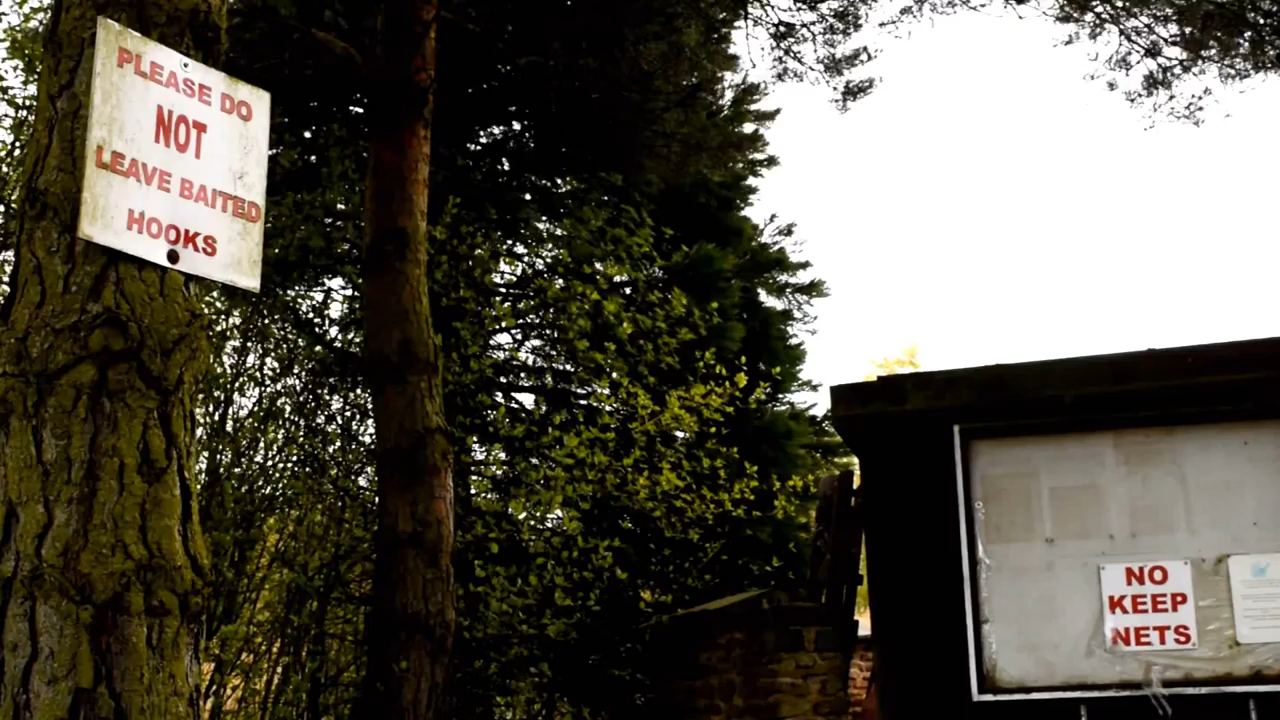 PLEASE DO
NOT
LEAVE BAITED
HOOKS
NO
KEEP
NETS